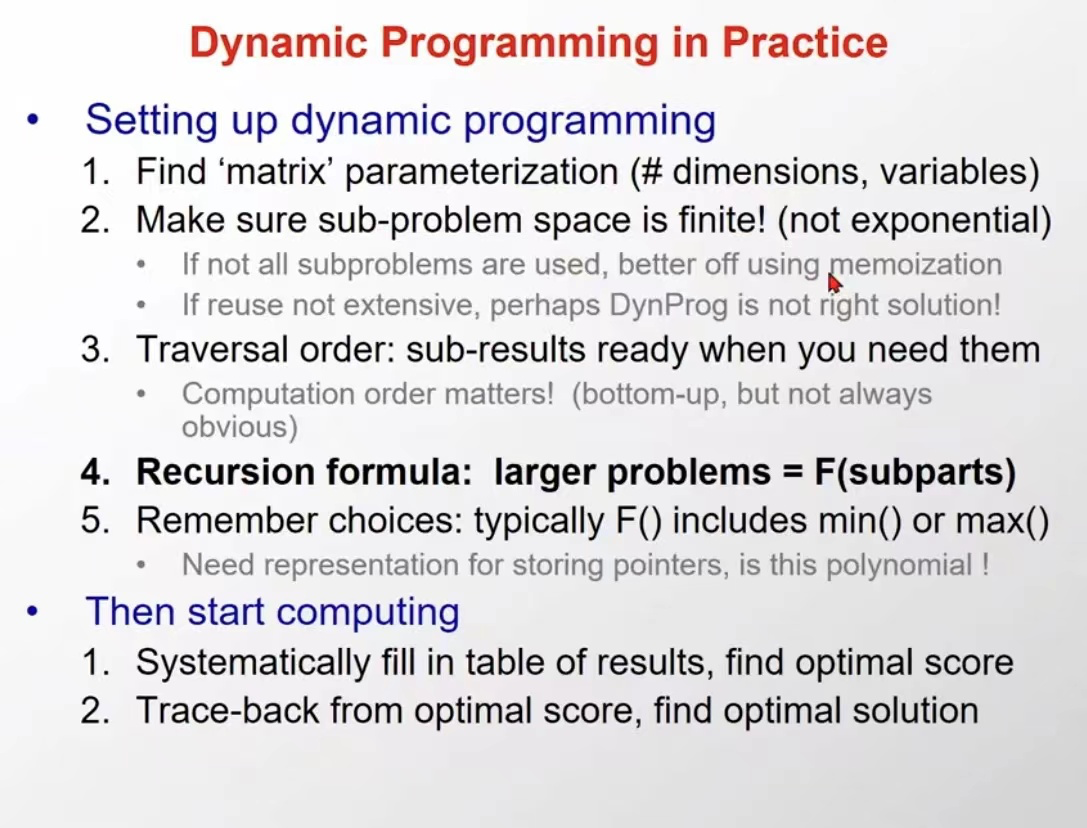 Dynamic Programming in Practice
• Setting up dynamic programming
1. Find ‘matrix’ parameterization (# dimensions, variables)
2. Make sure sub-problem space is finite! (not exponential)
• If not all subproblems are used, better off using memoization
• If reuse not extensive, perhaps DynProg is not right solution!
3. Traversal order: sub-results ready when you need them
• Computation order matters!  (bottom-up, but not always
obvious)
4. Recursion formula:  larger problems = F(subparts)
5. Remember choices: typically F() includes min() or max()
• Need representation for storing pointers, is this polynomial !
• Then start computing
1. Systematically fill in table of results, find optimal score
2. Trace-back from optimal score, find optimal solution